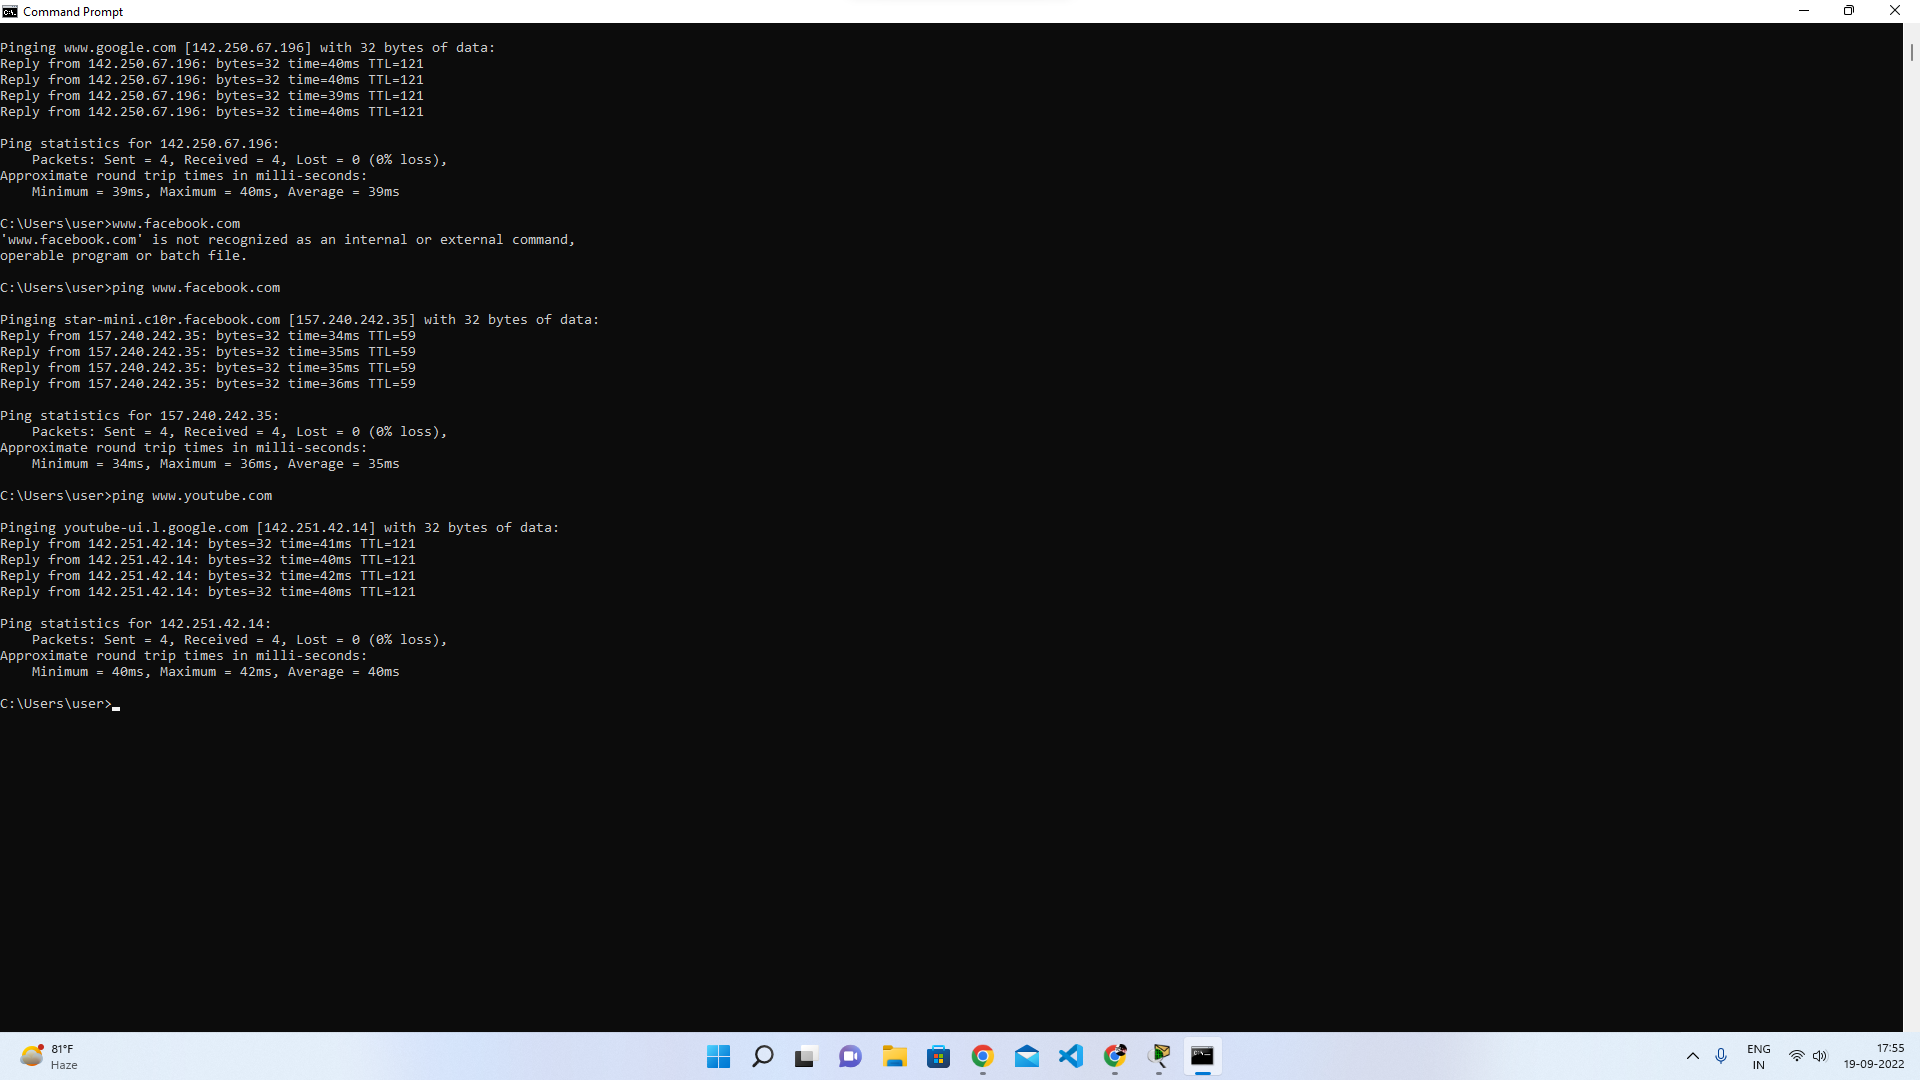 Command Prompt
Pinging www.google.com [142.250.67.196] with 32 bytes of data:
Reply from 142.250.67.196: bytes=32 time=40ms TTL=121
Reply from 142.250.67.196: bytes=32 time=40ms TTL=121
Reply from 142.250.67.196: bytes=32 time=39ms TTL=121
Reply from 142.250.67.196: bytes=32 time=40ms TTL=121
Ping statistics for 142.250.67.196:
Packets: Sent = 4, Received = 4, Lost = 0 (0% loss),
Approximate round trip times in milli-seconds:
Minimum = 39ms, Maximum = 40ms, Average = 39ms
C:\Users\user>www.facebook.com
'www.facebook.com' is not recognized as an internal or external command,
operable program or batch file.
C:\Users\user>ping www.facebook.com
Pinging star-mini.c10r.facebook.com [157.240.242.35] with 32 bytes of data:
Reply from 157.240.242.35: bytes=32 time=34ms TTL=59
Reply from 157.240.242.35: bytes=32 time=35ms TTL=59
Reply from 157.240.242.35: bytes=32 time=35ms TTL=59
Reply from 157.240.242.35: bytes=32 time=36ms TTL=59
Ping statistics for 157.240.242.35:
Packets: Sent = 4, Received = 4, Lost = 0 (0% loss),
Approximate round trip times in milli-seconds:
Minimum = 34ms, Maximum = 36ms, Average = 35ms
C:\Users\user>ping www.youtube.com
Pinging youtube-ui.l.google.com [142.251.42.14] with 32 bytes of data:
Reply from 142.251.42.14: bytes=32 time=41ms TTL=121
Reply from 142.251.42.14: bytes=32 time=40ms TTL=121
Reply from 142.251.42.14: bytes=32 time=42ms TTL=121
Reply from 142.251.42.14: bytes=32 time=40ms TTL=121
Ping statistics for 142.251.42.14:
Packets: Sent = 4, Received = 4, Lost = 0 (0% loss),
Approximate round trip times in milli-seconds:
Minimum = 40ms, Maximum = 42ms, Average = 40ms
C:\Users\user>
81°F
Haze
ENG
IN
17:55
19-09-2022